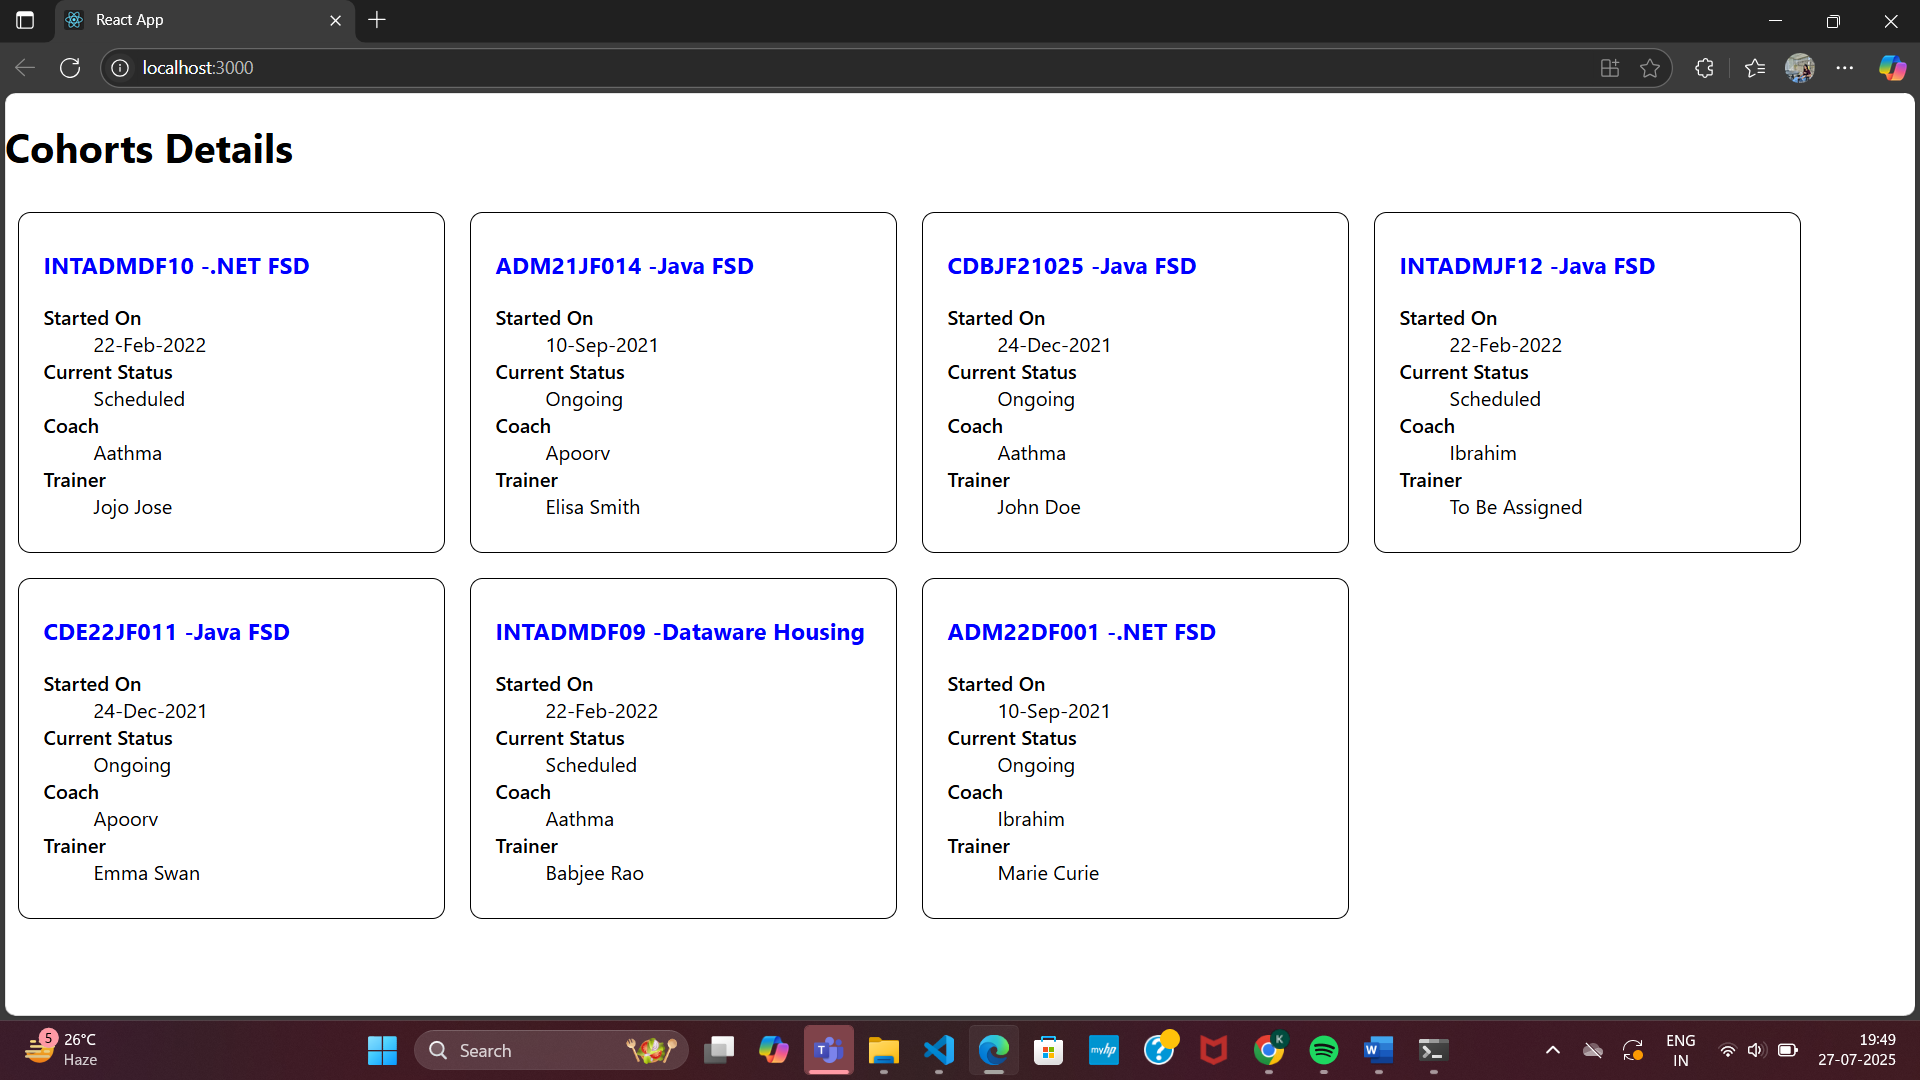 React App
localhost:3000
Cohorts Details
INTADMDF10 -.NET FSD
Started On
22-Feb-2022
Current Status
Scheduled
Coach
Aathma
Trainer
Jojo Jose
ADM21JF014 -Java FSD
Started On
10-Sep-2021
Current Status
Ongoing
Coach
Apoorv
Trainer
Elisa Smith
CDBJF21025 -Java FSD
Started On
24-Dec-2021
Current Status
Ongoing
Coach
Aathma
Trainer
John Doe
INTADMJF12 -Java FSD
Started On
22-Feb-2022
Current Status
Scheduled
Coach
Ibrahim
Trainer
To Be Assigned
CDE22JF011 -Java FSD
Started On
24-Dec-2021
Current Status
Ongoing
Coach
Apoorv
Trainer
Emma Swan
INTADMDF09 -Dataware Housing
Started On
22-Feb-2022
Current Status
Scheduled
Coach
Aathma
Trainer
Babjee Rao
ADM22DF001 -.NET FSD
Started On
10-Sep-2021
Current Status
Ongoing
Coach
Ibrahim
Trainer
Marie Curie
5
26°C
Haze
Search
myhp
K
ENG
IN
19:49
27-07-2025